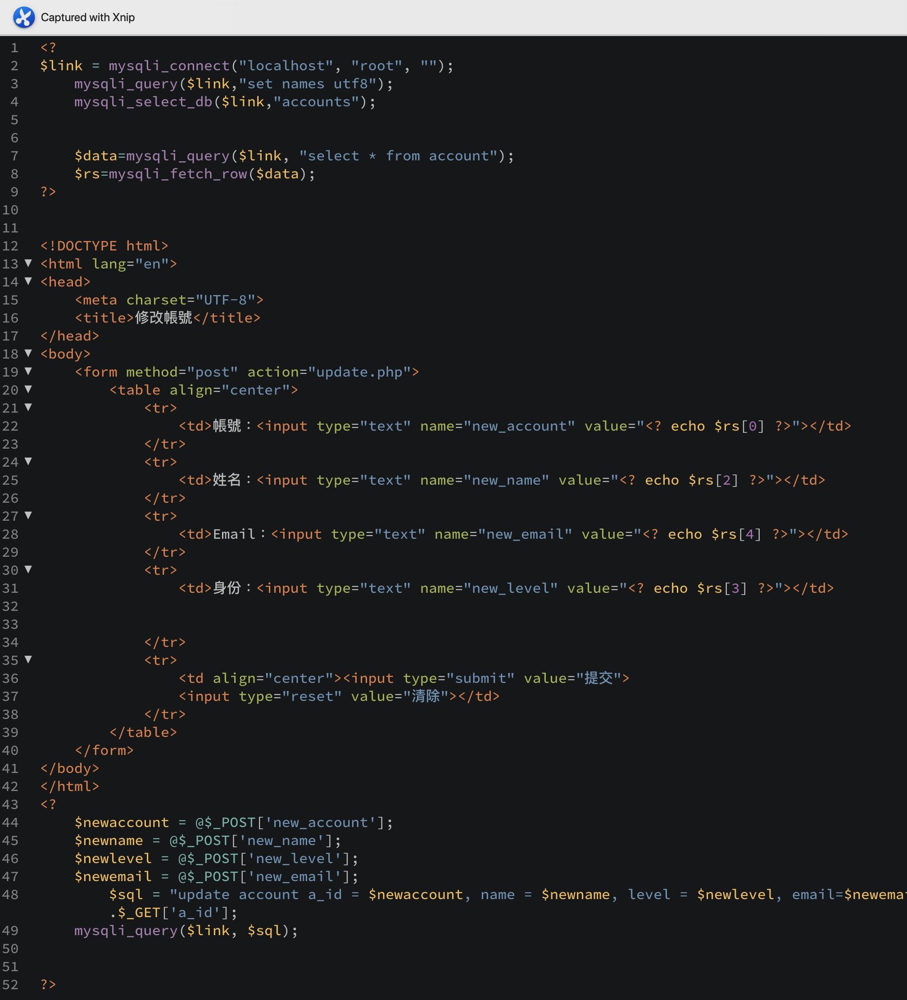 Captured with Xnip
1 <?
2 $link = mysqli_connect("localhost", "root", "");
3 mysqli_query($link,"set names utf8");
4 mysqli_select_db($link,"accounts");
5
6
7 $data=mysqli_query($link, "select * from account");
8 $rs=mysqli_fetch_row($data);
9 ?>
10
11
12 <!DOCTYPE html>
13 ▼ <html lang="en">
14 ▼ <head>
15 <meta charset="UTF-8">
16 <title>修改帳號</title>
17 </head>
18 ▼ <body>
19 ▼ <form method="post" action="update.php">
20 ▼ <table align="center">
21 ▼ <tr>
22 <td>帳號：<input type="text" name="new_account" value="<? echo $rs[0] ?>"></td>
23 </tr>
24 ▼ <tr>
25 <td>姓名：<input type="text" name="new_name" value="<? echo $rs[2] ?>"></td>
26 </tr>
27 ▼ <tr>
28 <td>Email：<input type="text" name="new_email" value="<? echo $rs[4] ?>"></td>
29 </tr>
30 ▼ <tr>
31 <td>身份：<input type="text" name="new_level" value="<? echo $rs[3] ?>"></td>
32
33
34 </tr>
35 ▼ <tr>
36 <td align="center"><input type="submit" value="提交">
37 <input type="reset" value="清除"></td>
38 </tr>
39 </table>
40 </form>
41 </body>
42 </html>
43 <?
44 $newaccount = @$_POST['new_account'];
45 $newname = @$_POST['new_name'];
46 $newlevel = @$_POST['new_level'];
47 $newemail = @$_POST['new_email'];
48 $sql = "update account a_id = $newaccount, name = $newname, level = $newlevel, email=$newema
.$_GET['a_id'];
49 mysqli_query($link, $sql);
50
51
52 ?>